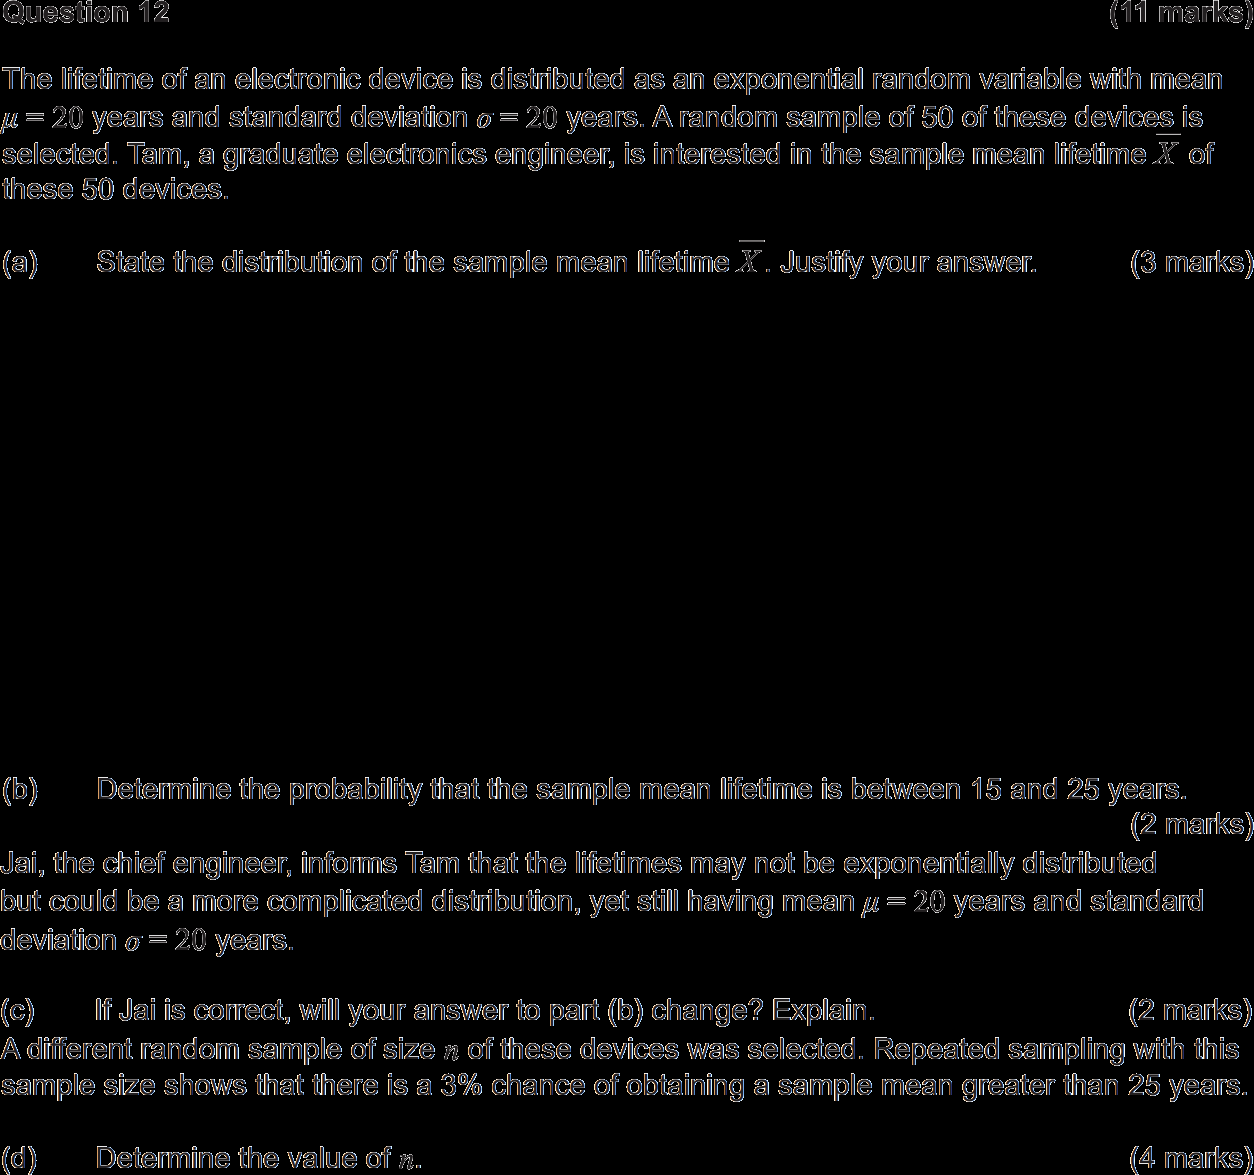 Question 12 (11 marks)
The lifetime of an electronic device is distributed as an exponential random variable with mean
μ = 20 years and standard deviation σ = 20 years. A random sample of 50 of these devices is
selected. Tam, a graduate electronics engineer, is interested in the sample mean lifetime X̅ of
these 50 devices.
(a) State the distribution of the sample mean lifetime X̅. Justify your answer. (3 marks)
(b) Determine the probability that the sample mean lifetime is between 15 and 25 years.
(2 marks)
Jai, the chief engineer, informs Tam that the lifetimes may not be exponentially distributed
but could be a more complicated distribution, yet still having mean μ = 20 years and standard
deviation σ = 20 years.
(c) If Jai is correct, will your answer to part (b) change? Explain. (2 marks)
A different random sample of size n of these devices was selected. Repeated sampling with this
sample size shows that there is a 3% chance of obtaining a sample mean greater than 25 years.
(d) Determine the value of n. (4 marks)